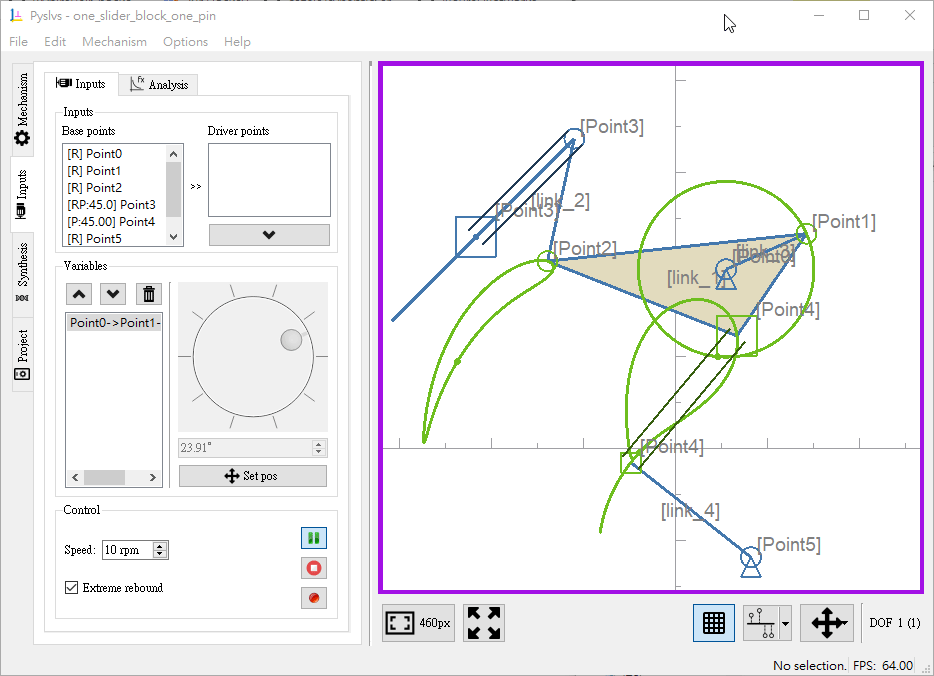 Pyslvs - one_slider_block_one_pin
File Edit Mechanism Options Help
Mechanism
Inputs
Synthesis
Project
Inputs
Analysis
Inputs
Base points
Driver points
[R] Point0
[R] Point1
[R] Point2
[RP:45.0] Point3
[P:45.00] Point4
[R] Point5
>>
Variables
Point0->Point1-
23.91°
Set pos
Control
Speed: 10 rpm
Extreme rebound
[Point3]
[link_2]
[Point3]
[Point1]
[Point2]
[link_3]
[link_1]
[Point4]
[Point4]
[link_4]
[Point5]
460px
DOF 1 (1)
No selection. FPS: 64.00